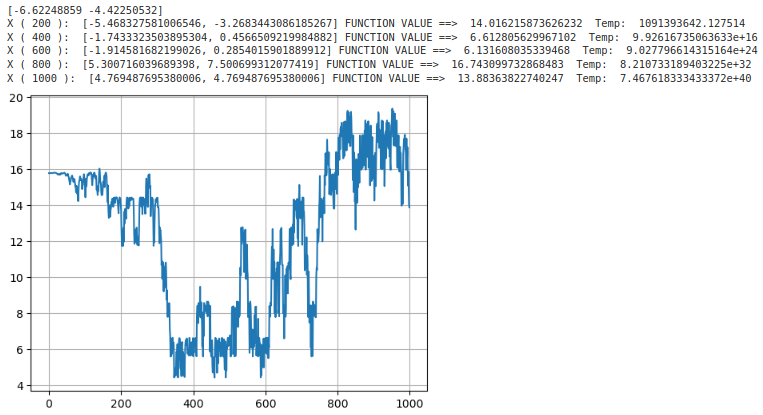 [-6.62248859 -4.42250532]
X ( 200 ):  [-5.468327581006546, -3.2683443086185267] FUNCTION VALUE ==>  14.016215873626232  Temp:  1091393642.127514
X ( 400 ):  [-1.7433323503895304, 0.4566509219984882] FUNCTION VALUE ==>  6.612805629967102  Temp:  9.92616735063633e+16
X ( 600 ):  [-1.914581682199026, 0.2854015901889912] FUNCTION VALUE ==>  6.131608035339468  Temp:  9.027796614315164e+24
X ( 800 ):  [5.300716039689398, 7.500699312077419] FUNCTION VALUE ==>  16.743099732868483  Temp:  8.210733189403225e+32
X ( 1000 ):  [4.769487695380006, 4.769487695380006] FUNCTION VALUE ==>  13.88363822740247  Temp:  7.467618333433372e+40
20
18
16
14
12
10
8
6
4
0 200 400 600 800 1000